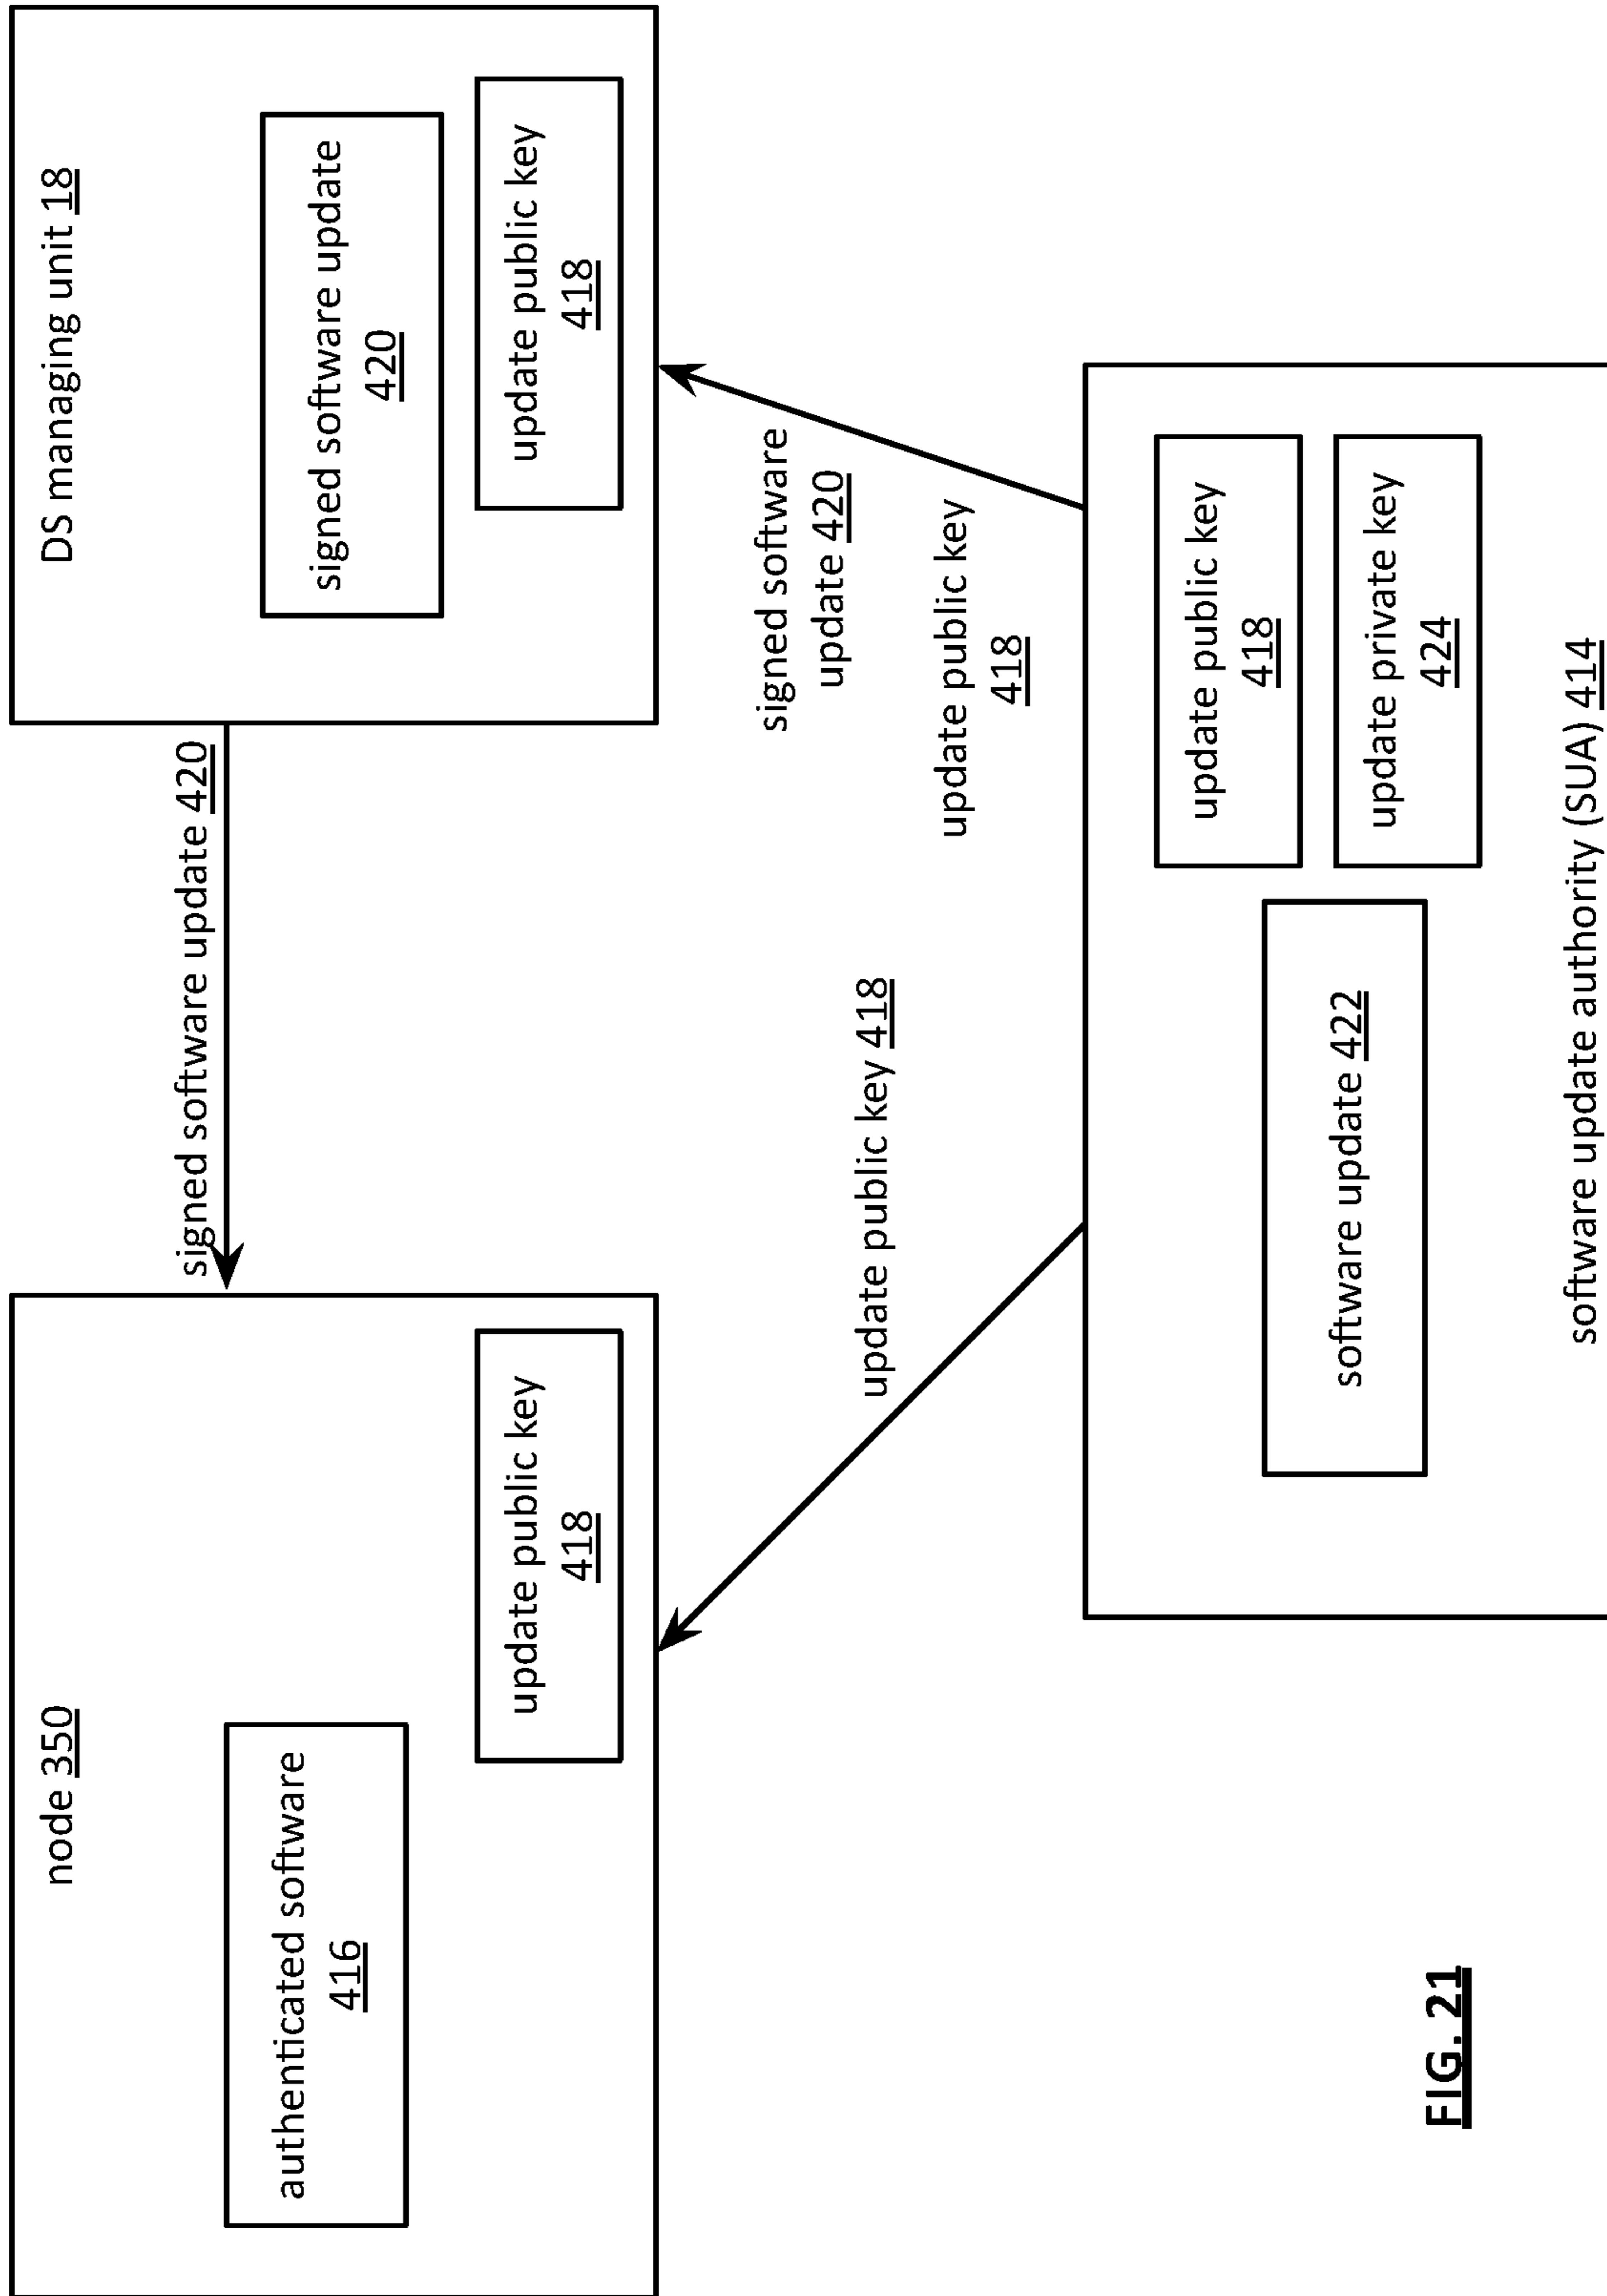 node 350
authenticated software
416
update public key
418
signed software update 420
DS managing unit 18
signed software update
420
update public key
418
update public key 418
signed software
update 420
update public key
418
software update 422
update public key
418
update private key
424
software update authority (SUA) 414
FIG. 21